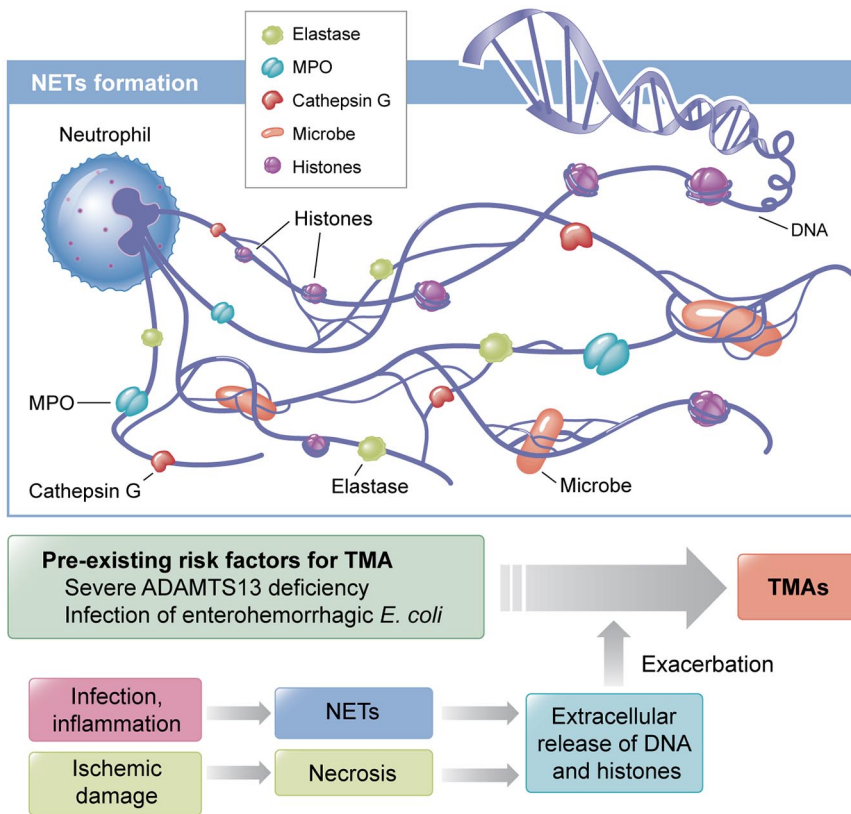 Elastase
MPO
Cathepsin G
Microbe
Histones
NETs formation
Neutrophil
Histones
DNA
MPO
Cathepsin G
Elastase
Microbe
Pre-existing risk factors for TMA
Severe ADAMTS13 deficiency
Infection of enterohemorrhagic E. coli
TMAs
Exacerbation
Infection,
inflammation
NETs
Extracellular
release of DNA
and histones
Ischemic
damage
Necrosis